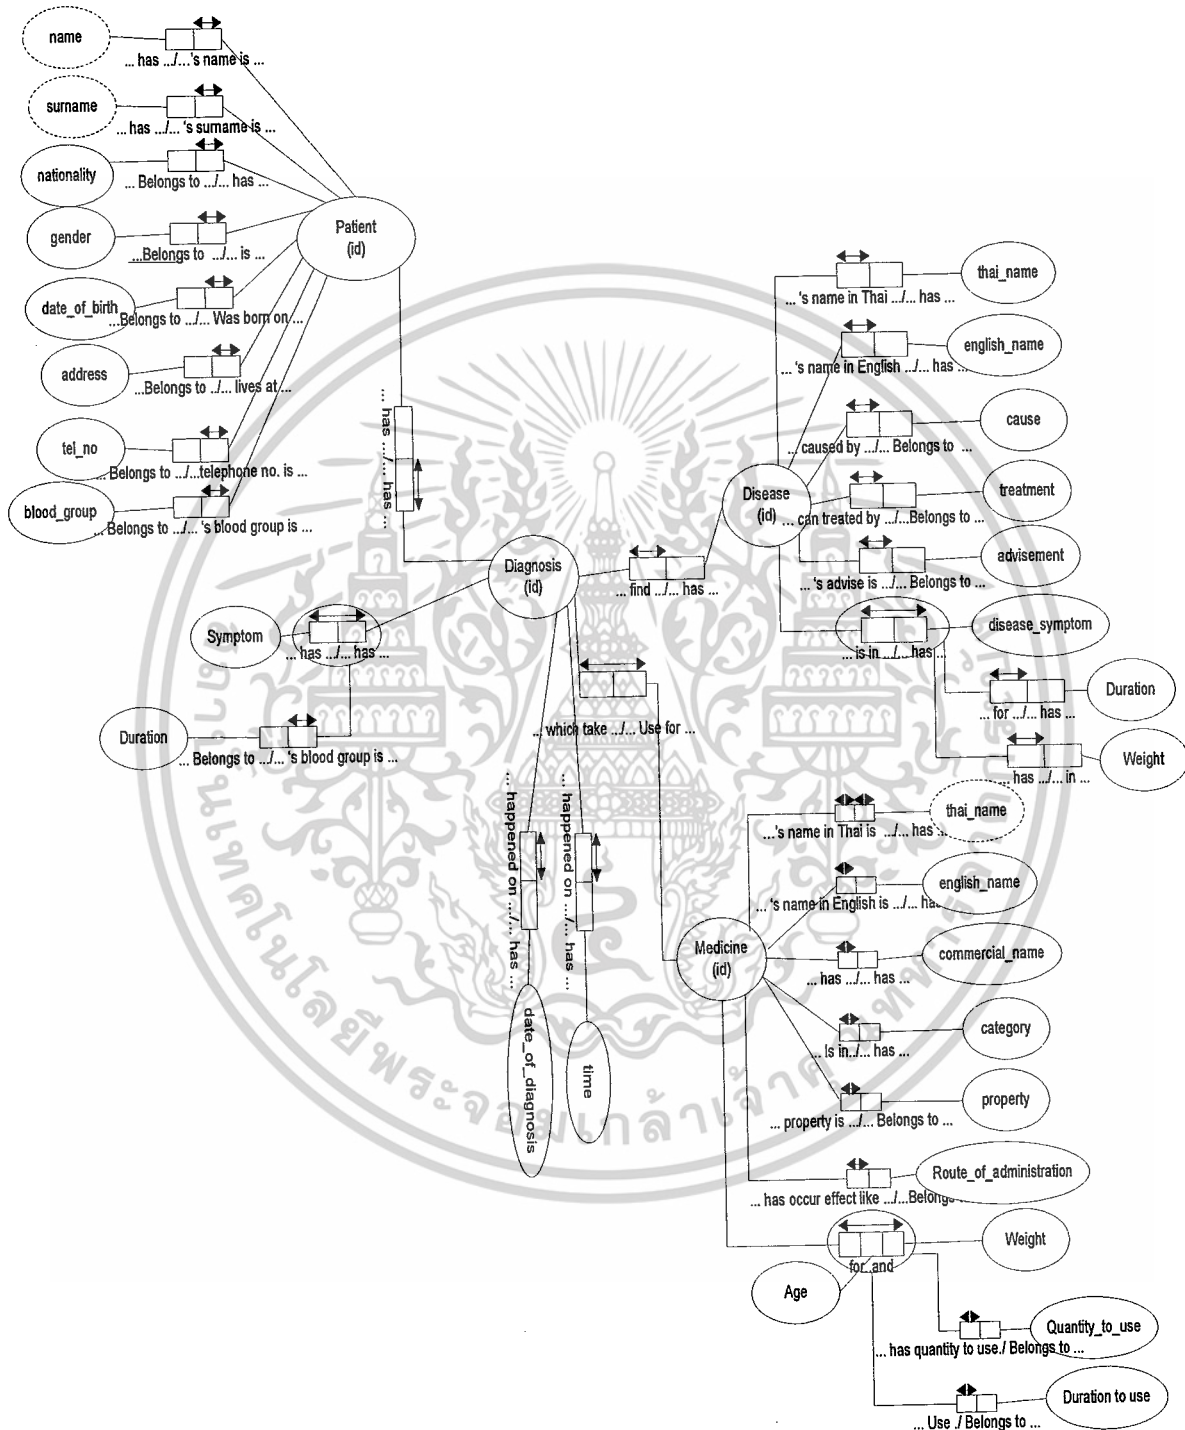 name
... has .../...'s name is ...
surname
... has .../... 's surname is ...
nationality
... Belongs to .../... has ...
gender
...Belongs to .../... is ...
date_of_birth
...Belongs to .../... Was born on ...
address
...Belongs to ../... lives at ...
tel_no
Belongs to .../...telephone no. is ...
blood_group
... Belongs to .../... 's blood group is ...
Patient
(id)
... has .../... has ...
Diagnosis
(id)
... find .../... has ...
Symptom
... has .../... has ...
Duration
... Belongs to .../... 's blood group is ...
... which take .../... Use for ...
... happened on .../... has ...
date_of_diagnosis
... happened on .../... has ...
time
Disease
(id)
thai_name
... 's name in Thai .../... has ...
english_name
... 's name in English .../... has ...
cause
... caused by .../... Belongs to ...
treatment
... can treated by .../...Belongs to ...
advisement
... 's advise is .../... Belongs to ...
disease_symptom
... is in .../... has ...
Duration
... for .../... has ...
Weight
... has .../... in ...
Medicine
(id)
thai_name
...'s name in Thai is .../... has ...
english_name
... 's name in English is .../... ha
commercial_name
... has .../... has ...
category
... Is in../... has ...
property
... property is .../... Belongs to ...
Route_of_administration
... has occur effect like .../...Belongs
Weight
for..and
Age
Quantity_to_use
... has quantity to use./ Belongs to ...
Duration to use
... Use ./ Belongs to ...